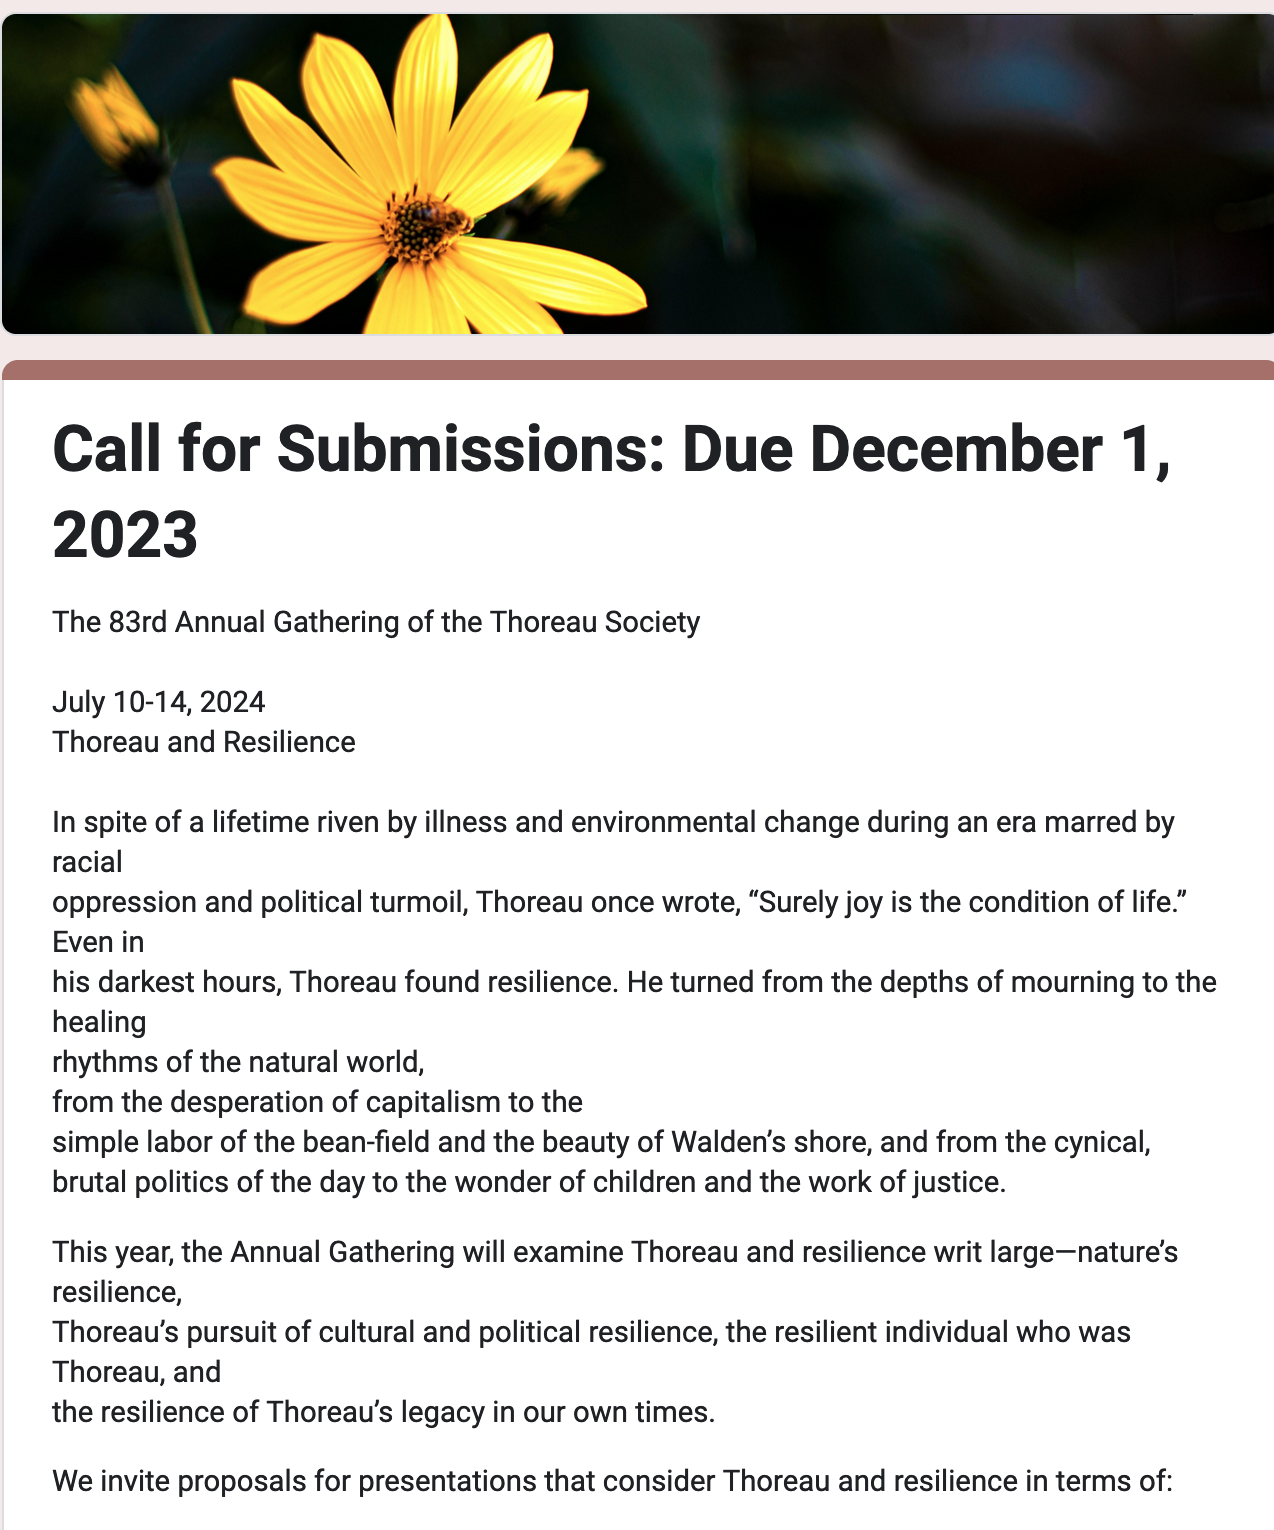 Call for Submissions: Due December 1,
2023
The 83rd Annual Gathering of the Thoreau Society
July 10-14, 2024
Thoreau and Resilience
In spite of a lifetime riven by illness and environmental change during an era marred by
racial
oppression and political turmoil, Thoreau once wrote, “Surely joy is the condition of life.”
Even in
his darkest hours, Thoreau found resilience. He turned from the depths of mourning to the
healing
rhythms of the natural world,
from the desperation of capitalism to the
simple labor of the bean-field and the beauty of Walden’s shore, and from the cynical,
brutal politics of the day to the wonder of children and the work of justice.
This year, the Annual Gathering will examine Thoreau and resilience writ large—nature’s
resilience,
Thoreau’s pursuit of cultural and political resilience, the resilient individual who was
Thoreau, and
the resilience of Thoreau’s legacy in our own times.
We invite proposals for presentations that consider Thoreau and resilience in terms of: